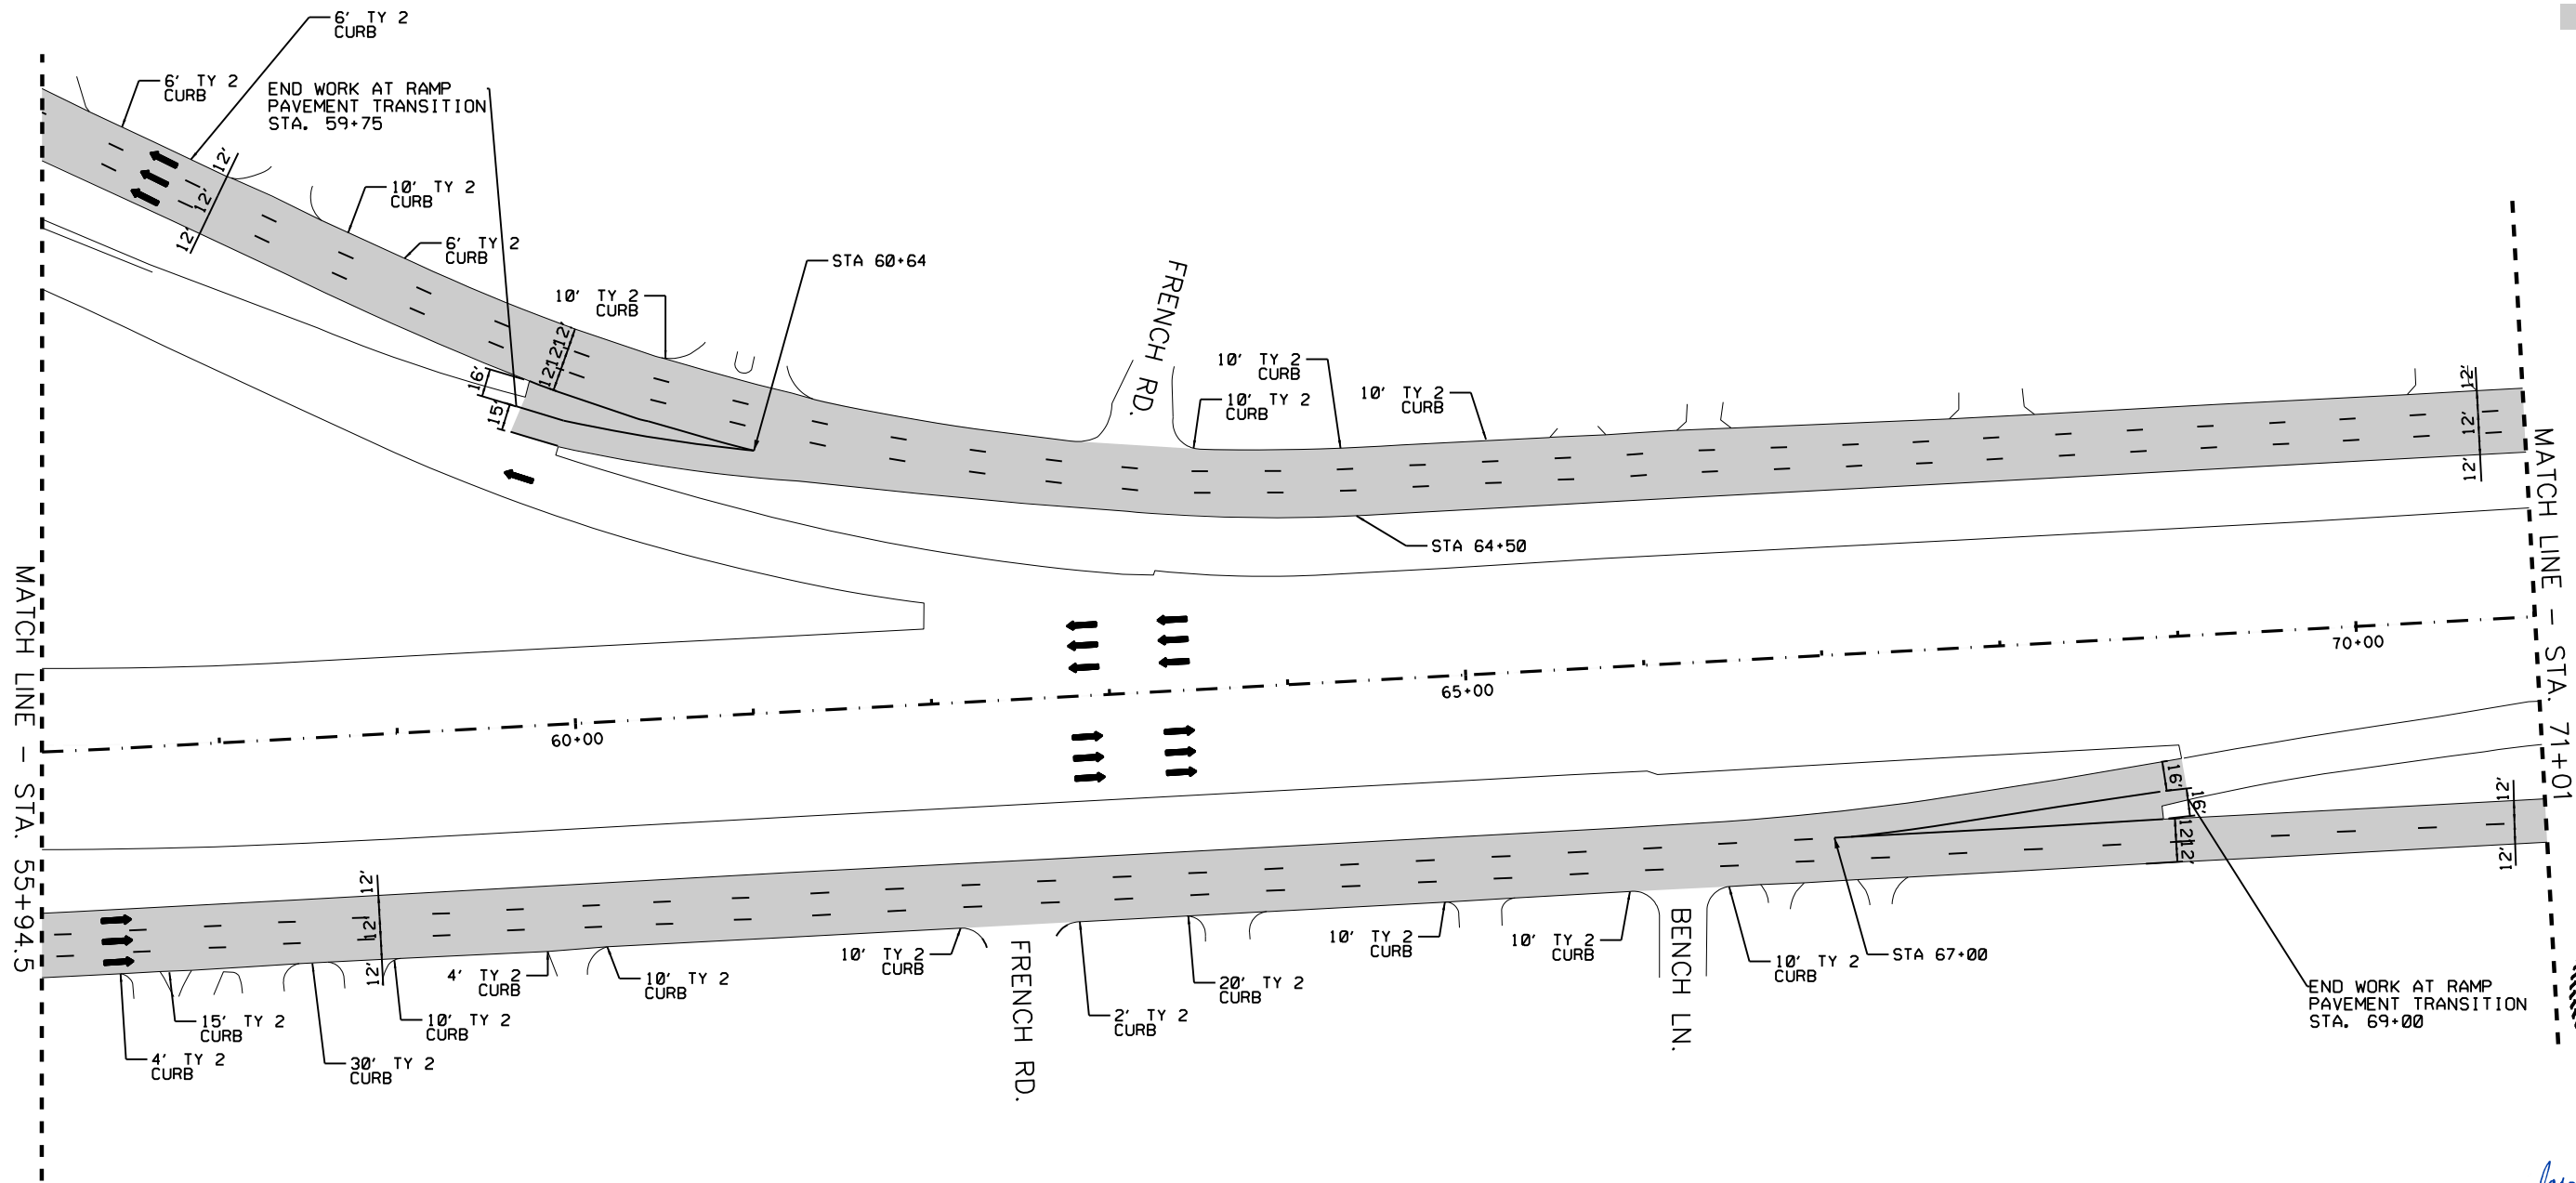 6' TY 2
CURB
6' TY 2
CURB
END WORK AT RAMP
PAVEMENT TRANSITION
STA. 59+75
12'
12'
12'
10' TY 2
CURB
6' TY 2
CURB
10' TY 2
CURB
STA 60+64
12'
12'
12'
16'
15'
FRENCH RD.
10' TY 2
CURB
10' TY 2
CURB
10' TY 2
CURB
12'
12'
12'
STA 64+50
MATCH LINE - STA. 55+94.5
MATCH LINE - STA. 71+01
60+00
65+00
70+00
16'
16'
12'
12'
12'
12'
12'
12'
12'
4' TY 2
CURB
15' TY 2
CURB
30' TY 2
CURB
10' TY 2
CURB
4' TY 2
CURB
10' TY 2
CURB
10' TY 2
CURB
FRENCH RD.
2' TY 2
CURB
20' TY 2
CURB
10' TY 2
CURB
10' TY 2
CURB
BENCH LN.
10' TY 2
CURB
STA 67+00
END WORK AT RAMP
PAVEMENT TRANSITION
STA. 69+00